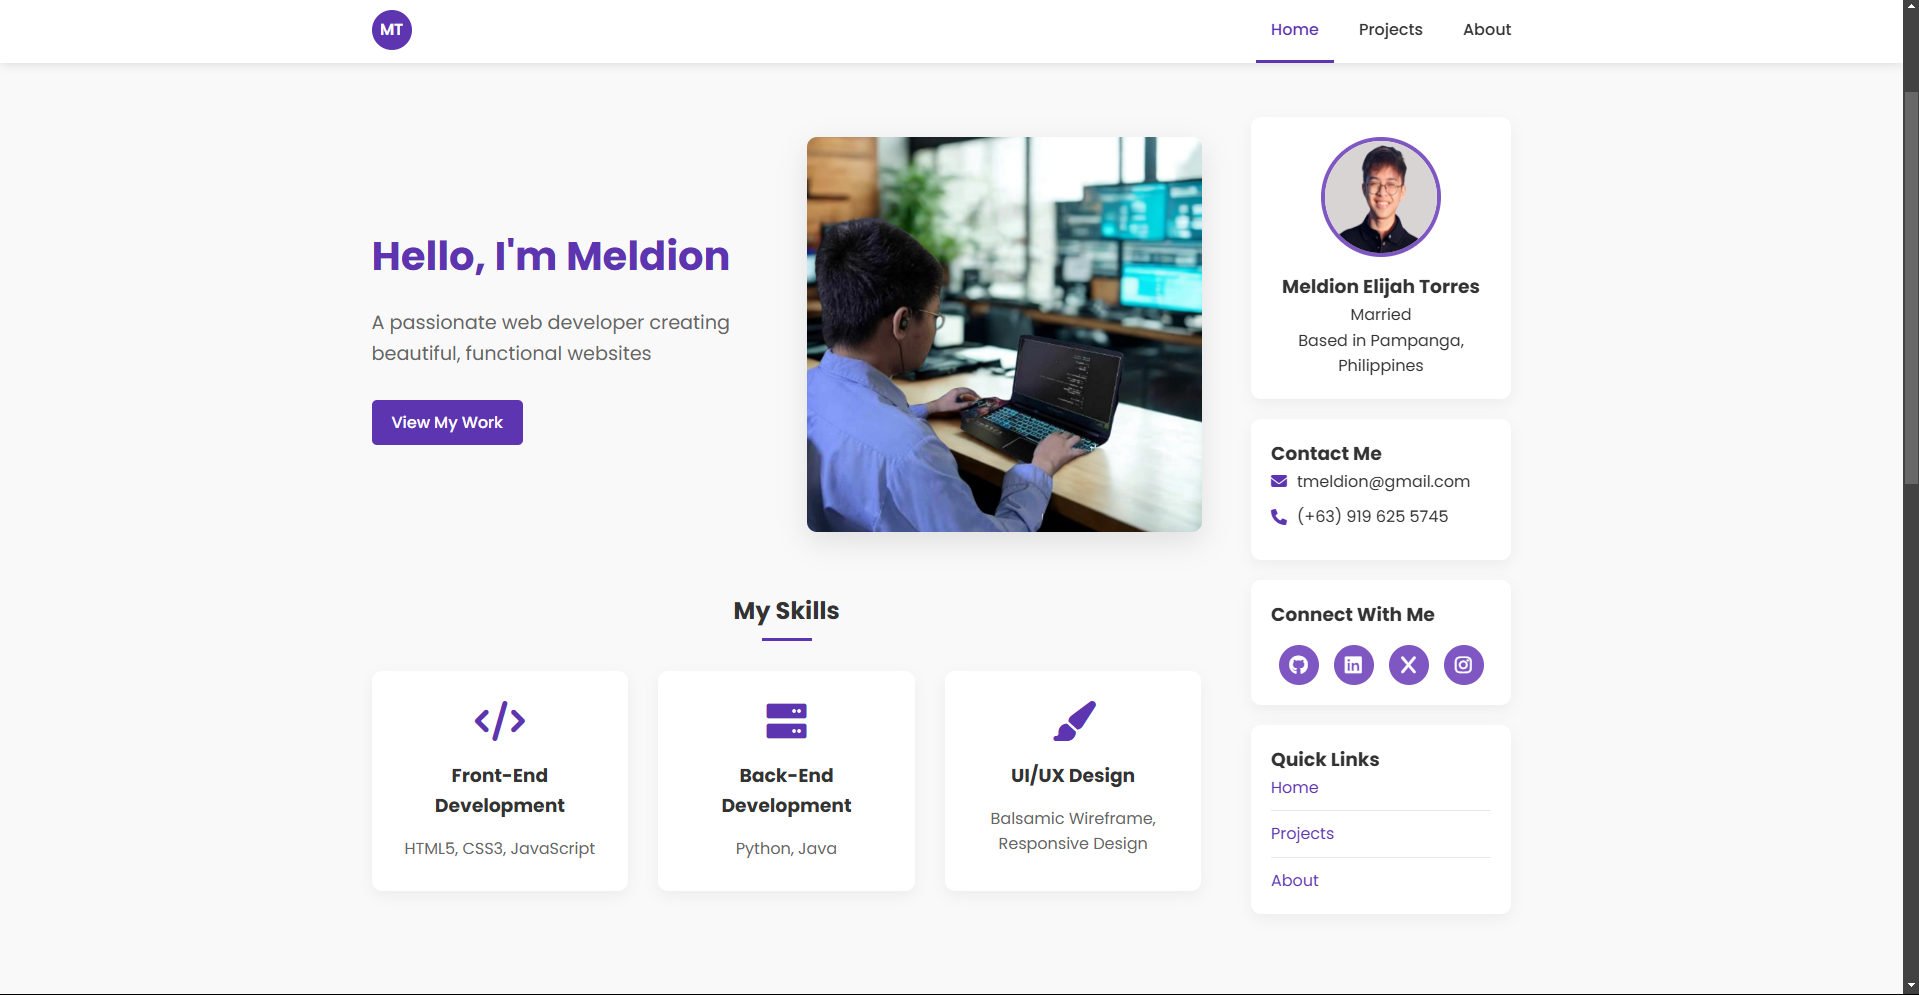 MT
Home
Projects
About
Hello, I'm Meldion
A passionate web developer creating
beautiful, functional websites
View My Work
My Skills
Front-End
Development
HTML5, CSS3, JavaScript
Back-End
Development
Python, Java
UI/UX Design
Balsamic Wireframe,
Responsive Design
Meldion Elijah Torres
Married
Based in Pampanga,
Philippines
Contact Me
tmeldion@gmail.com
(+63) 919 625 5745
Connect With Me
in
X
Quick Links
Home
Projects
About